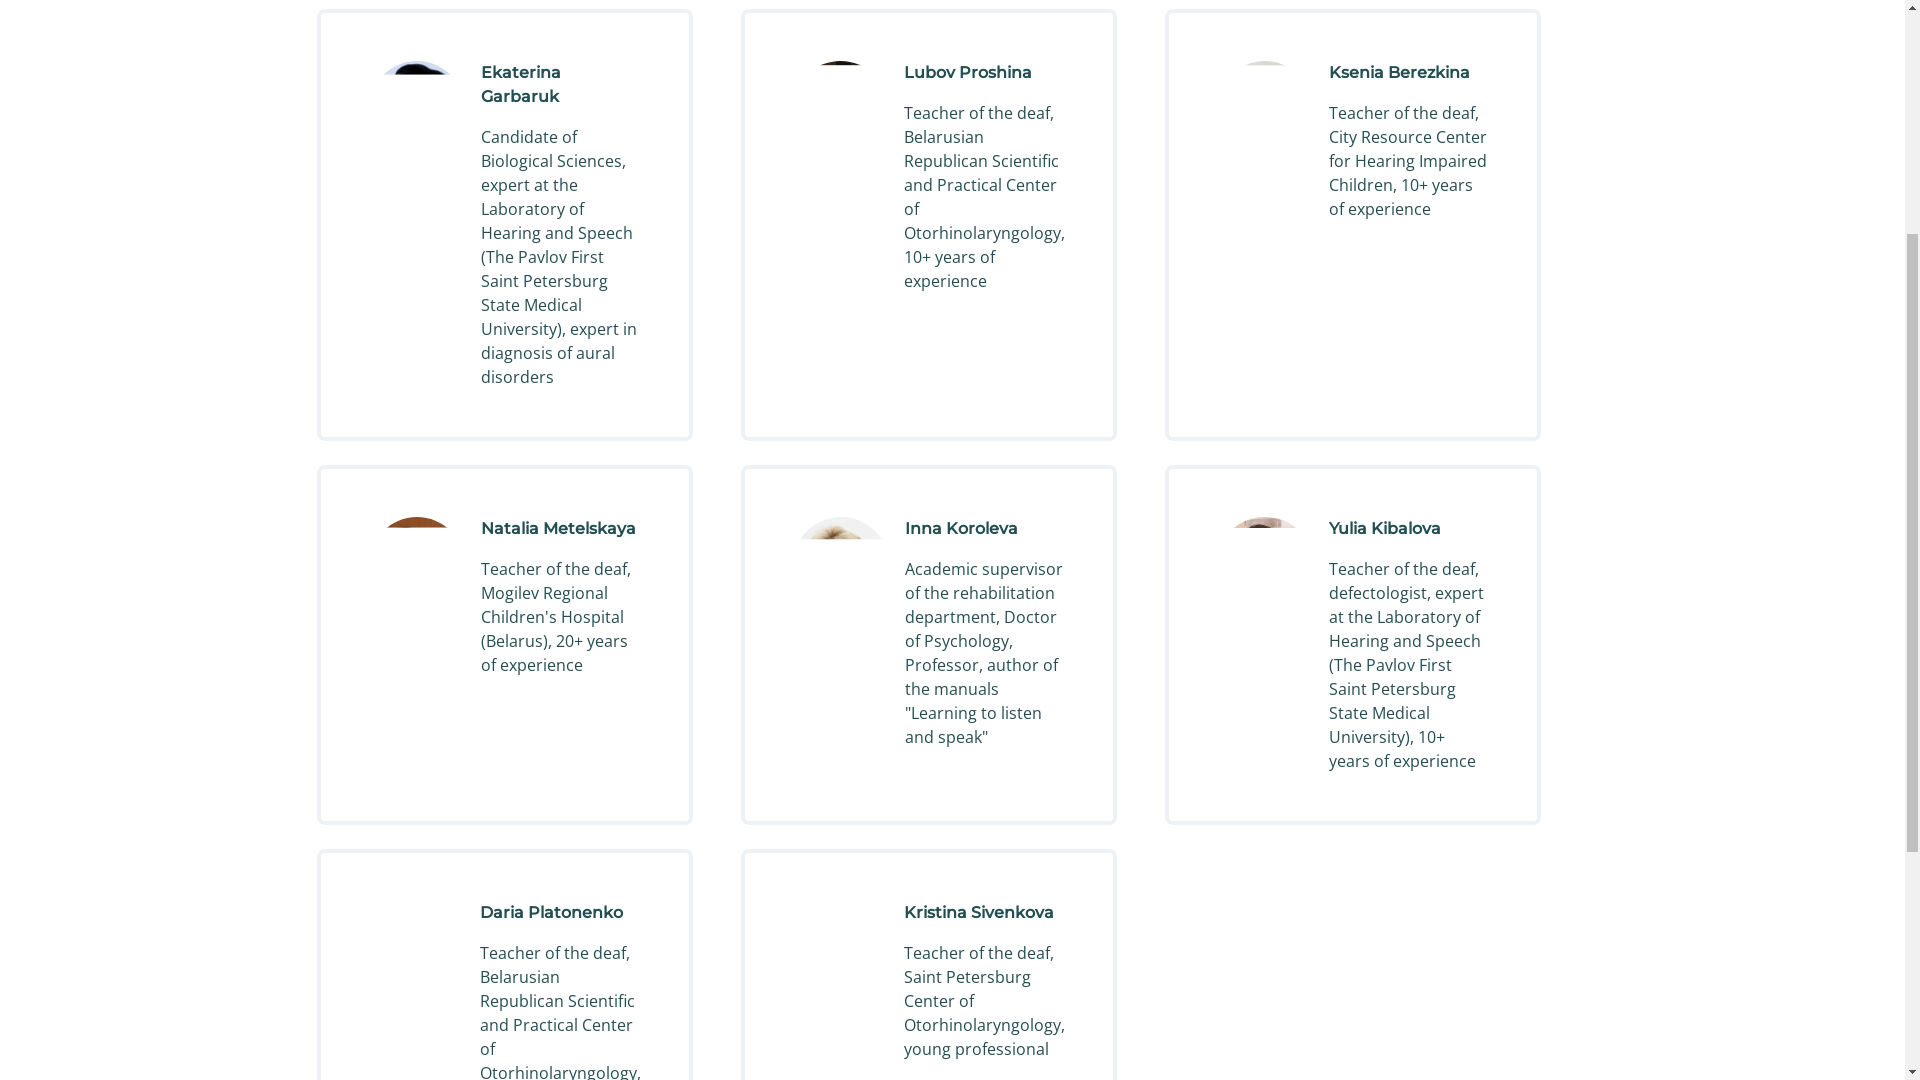 Ekaterina
Garbaruk
Candidate of
Biological Sciences,
expert at the
Laboratory of
Hearing and Speech
(The Pavlov First
Saint Petersburg
State Medical
University), expert in
diagnosis of aural
disorders
Lubov Proshina
Teacher of the deaf,
Belarusian
Republican Scientific
and Practical Center
of
Otorhinolaryngology,
10+ years of
experience
Ksenia Berezkina
Teacher of the deaf,
City Resource Center
for Hearing Impaired
Children, 10+ years
of experience
Natalia Metelskaya
Teacher of the deaf,
Mogilev Regional
Children's Hospital
(Belarus), 20+ years
of experience
Inna Koroleva
Academic supervisor
of the rehabilitation
department, Doctor
of Psychology,
Professor, author of
the manuals
"Learning to listen
and speak"
Yulia Kibalova
Teacher of the deaf,
defectologist, expert
at the Laboratory of
Hearing and Speech
(The Pavlov First
Saint Petersburg
State Medical
University), 10+
years of experience
Daria Platonenko
Teacher of the deaf,
Belarusian
Republican Scientific
and Practical Center
of
Otorhinolaryngology,
Kristina Sivenkova
Teacher of the deaf,
Saint Petersburg
Center of
Otorhinolaryngology,
young professional